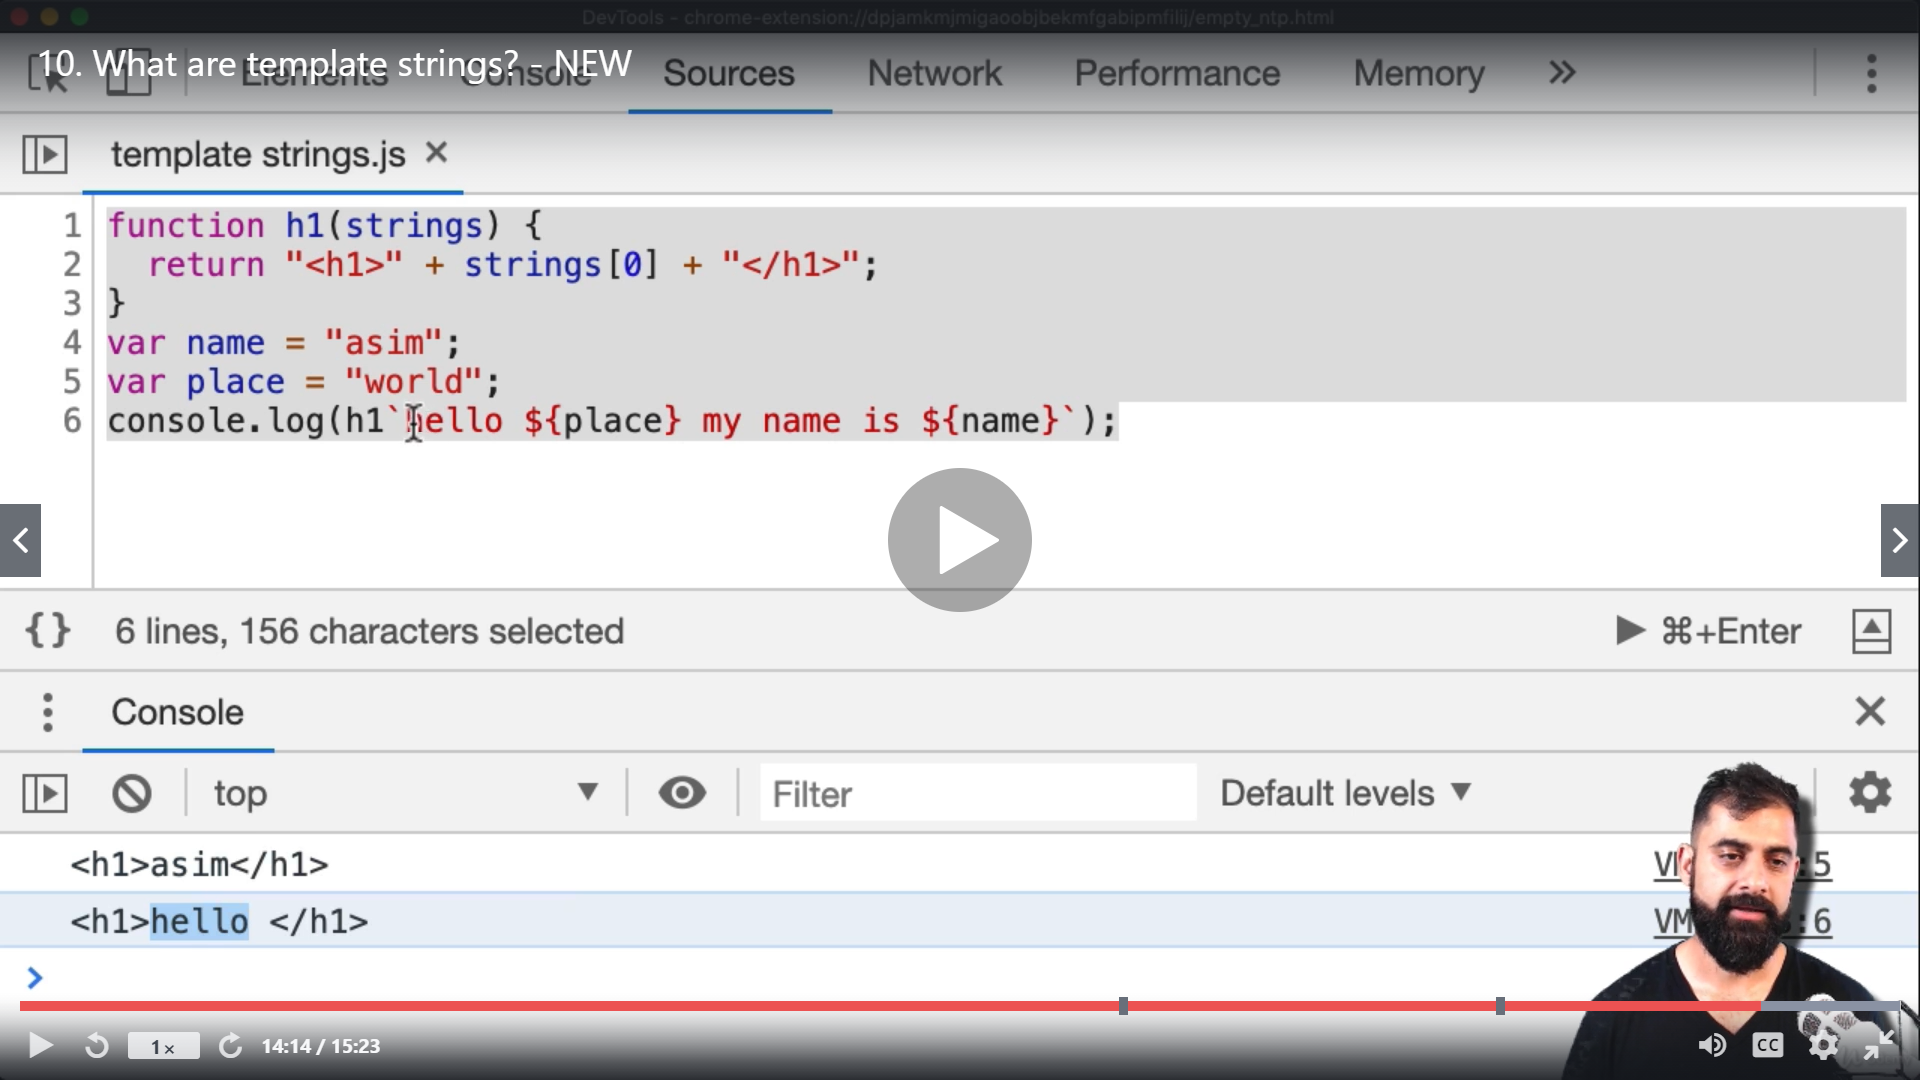 DevTools - chrome-extension://dpjamkmjmigaoobjbekmfgabipmfilij/empty_ntp.html
10. What are template strings? - NEW
Elements Console Sources Network Performance Memory »
template strings.js ×
1 function h1(strings) {
2 return "<h1>" + strings[0] + "</h1>";
3 }
4 var name = "asim";
5 var place = "world";
6 console.log(h1`hello ${place} my name is ${name}`);
{} 6 lines, 156 characters selected ⌘+Enter
Console
top Filter Default levels
<h1>asim</h1> :5
<h1>hello </h1> VM :6
1x 14:14 / 15:23 CC